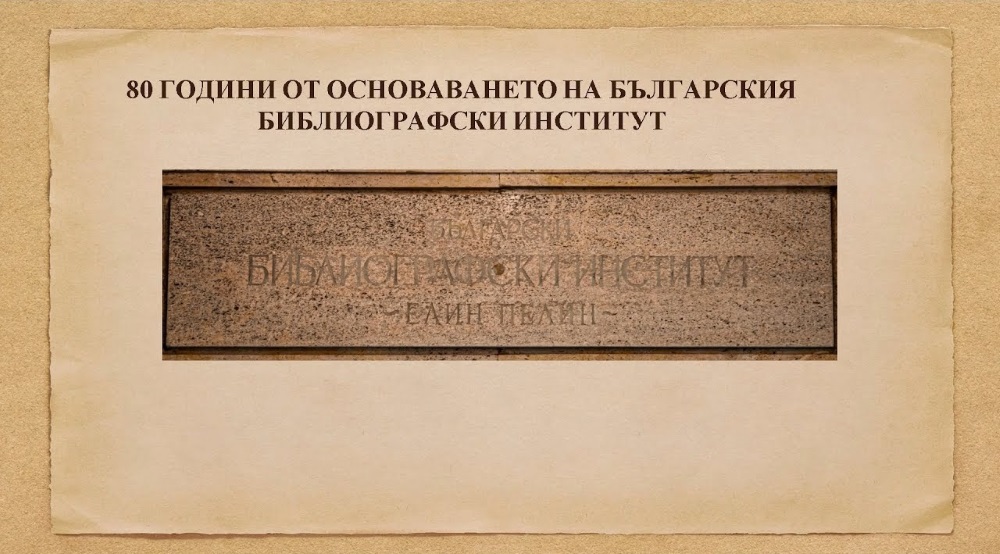 80 ГОДИНИ ОТ ОСНОВАВАНЕТО НА БЪЛГАРСКИЯ
БИБЛИОГРАФСКИ ИНСТИТУТ
БЪЛГАРСКИ
БИБЛИОГРАФСКИ ИНСТИТУТ
~ЕЛИН ПЕЛИН~